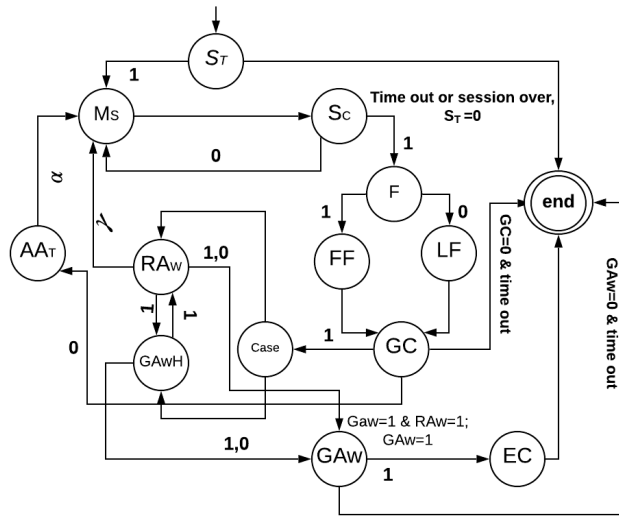 ST
1
Time out or session over,
ST =0
MS
SC
1
0
α
γ
F
1
0
end
FF
LF
AAT
RAW
1,0
GC=0 & time out
GAw=0 & time out
1
1
0
GAwH
Case
1
GC
Gaw=1 & RAw=1;
GAw=1
1,0
GAw
1
EC